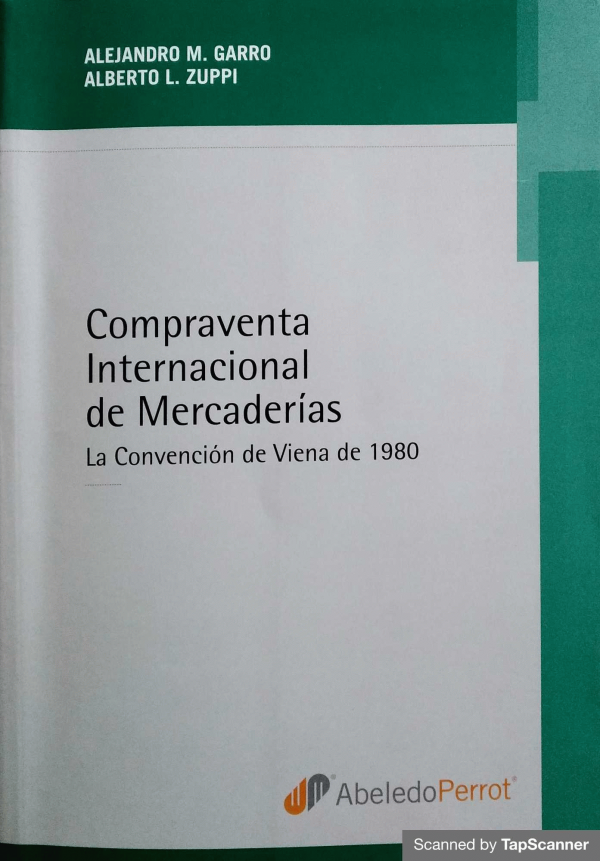 ALEJANDRO M. GARRO
ALBERTO L. ZUPPI
Compraventa
Internacional
de Mercaderías
La Convención de Viena de 1980
AbeledoPerrot®
Scanned by TapScanner